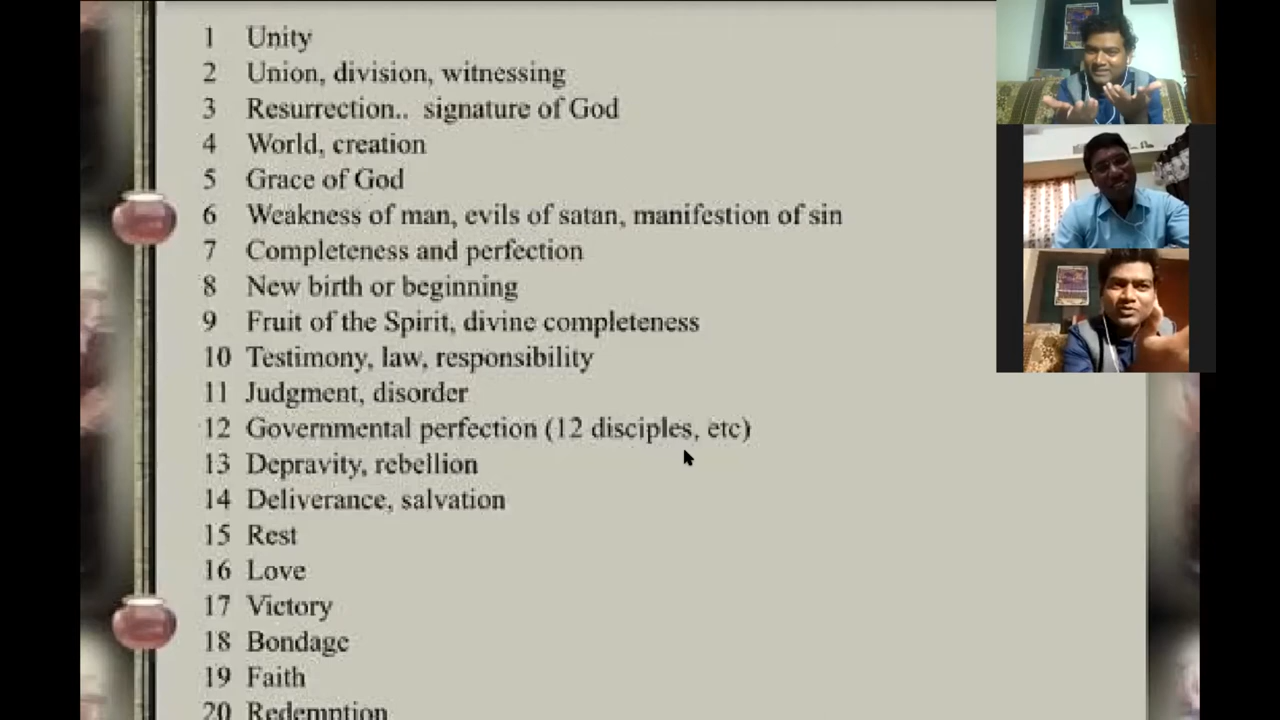 1 Unity
2 Union, division, witnessing
3 Resurrection.. signature of God
4 World, creation
5 Grace of God
6 Weakness of man, evils of satan, manifestion of sin
7 Completeness and perfection
8 New birth or beginning
9 Fruit of the Spirit, divine completeness
10 Testimony, law, responsibility
11 Judgment, disorder
12 Governmental perfection (12 disciples, etc)
13 Depravity, rebellion
14 Deliverance, salvation
15 Rest
16 Love
17 Victory
18 Bondage
19 Faith
20 Redemption